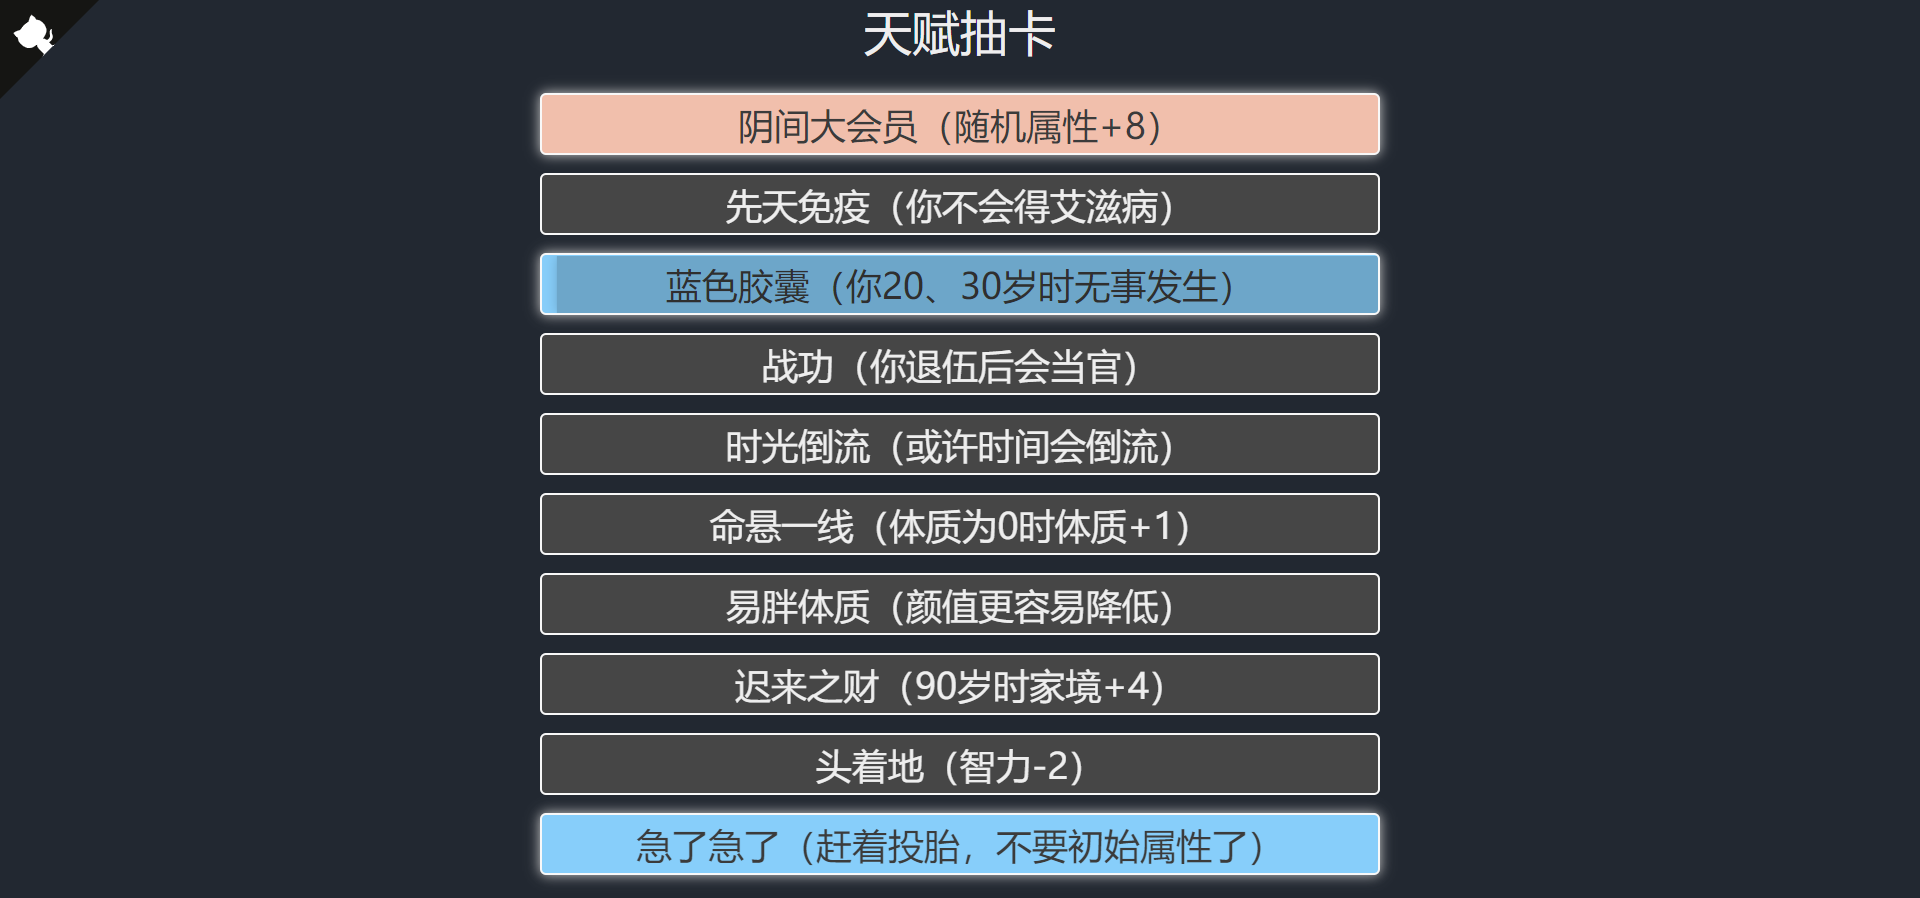 天赋抽卡
阴间大会员（随机属性+8）
先天免疫（你不会得艾滋病）
蓝色胶囊（你20、30岁时无事发生）
战功（你退伍后会当官）
时光倒流（或许时间会倒流）
命悬一线（体质为0时体质+1）
易胖体质（颜值更容易降低）
迟来之财（90岁时家境+4）
头着地（智力-2）
急了急了（赶着投胎，不要初始属性了）